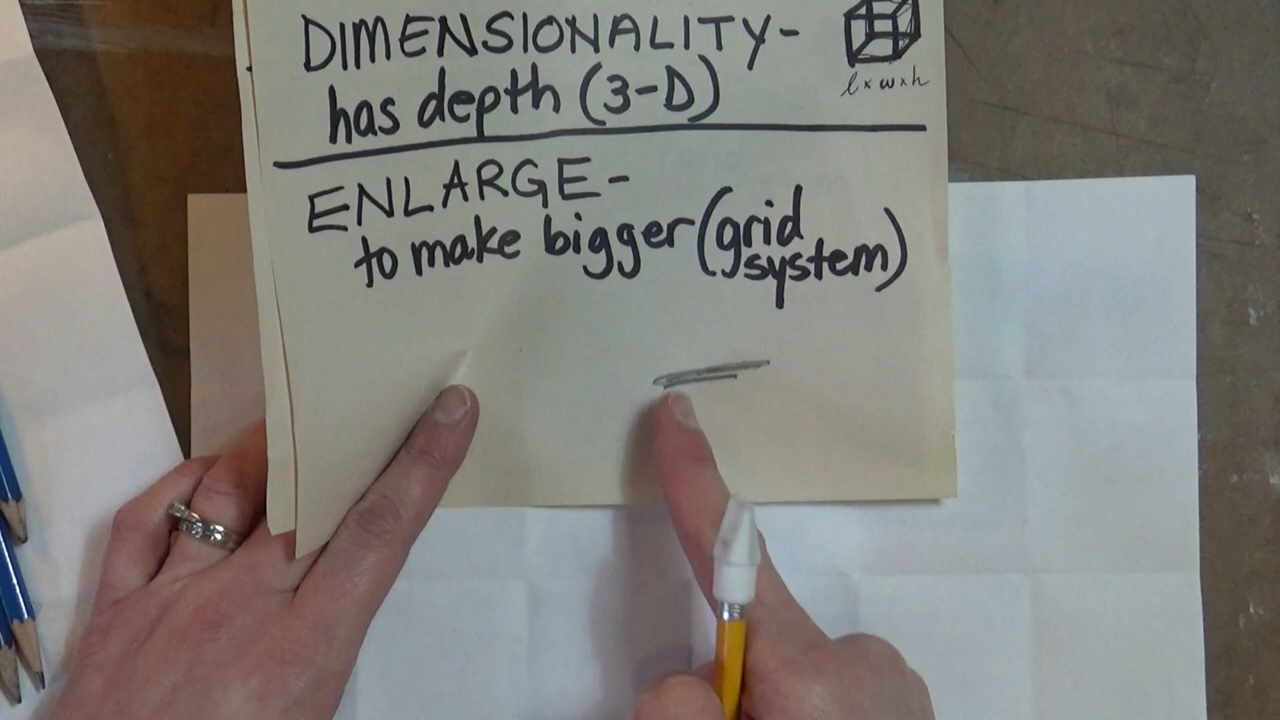 DIMENSIONALITY-
has depth (3-D)
l x w x h
ENLARGE-
to make bigger (grid
system)